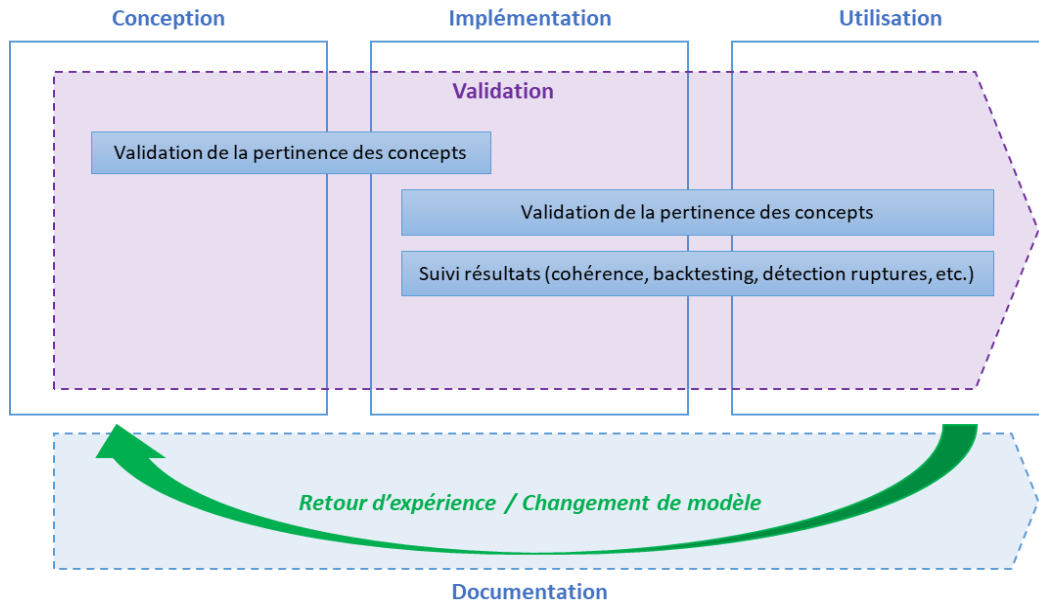 Conception
Implémentation
Utilisation
Validation
Validation de la pertinence des concepts
Validation de la pertinence des concepts
Suivi résultats (cohérence, backtesting, détection ruptures, etc.)
Retour d’expérience / Changement de modèle
Documentation